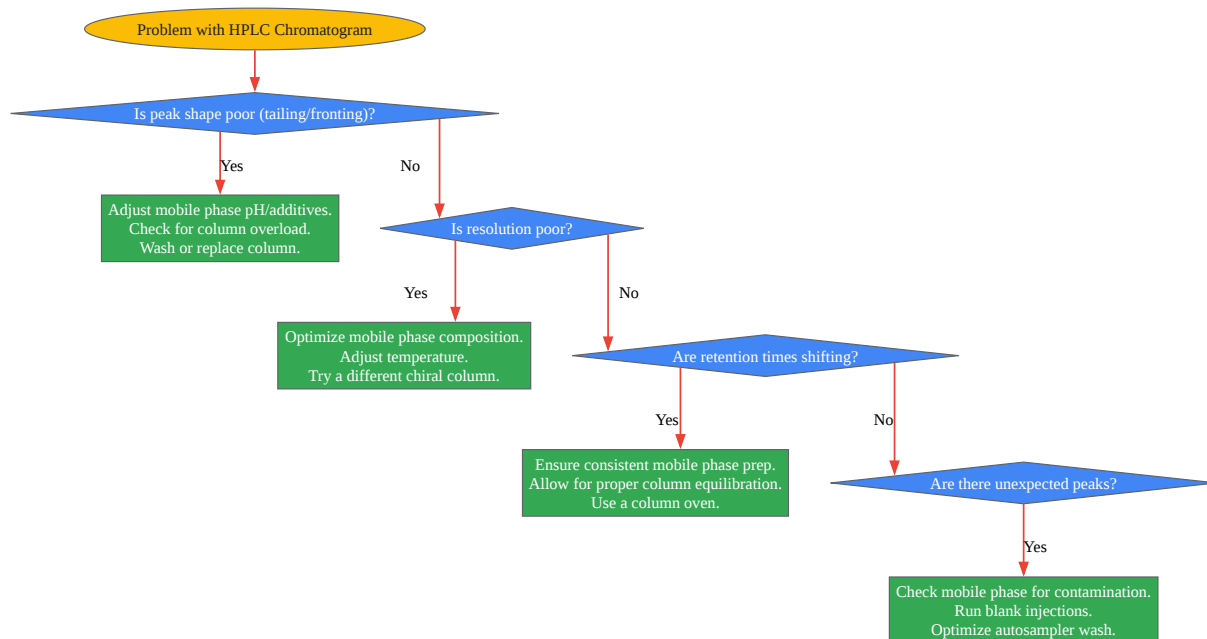 Problem with HPLC Chromatogram
Is peak shape poor (tailing/fronting)?
Yes
No
Adjust mobile phase pH/additives.
Check for column overload.
Wash or replace column.
Is resolution poor?
Yes
No
Optimize mobile phase composition.
Adjust temperature.
Try a different chiral column.
Are retention times shifting?
Yes
No
Ensure consistent mobile phase prep.
Allow for proper column equilibration.
Use a column oven.
Are there unexpected peaks?
Yes
Check mobile phase for contamination.
Run blank injections.
Optimize autosampler wash.